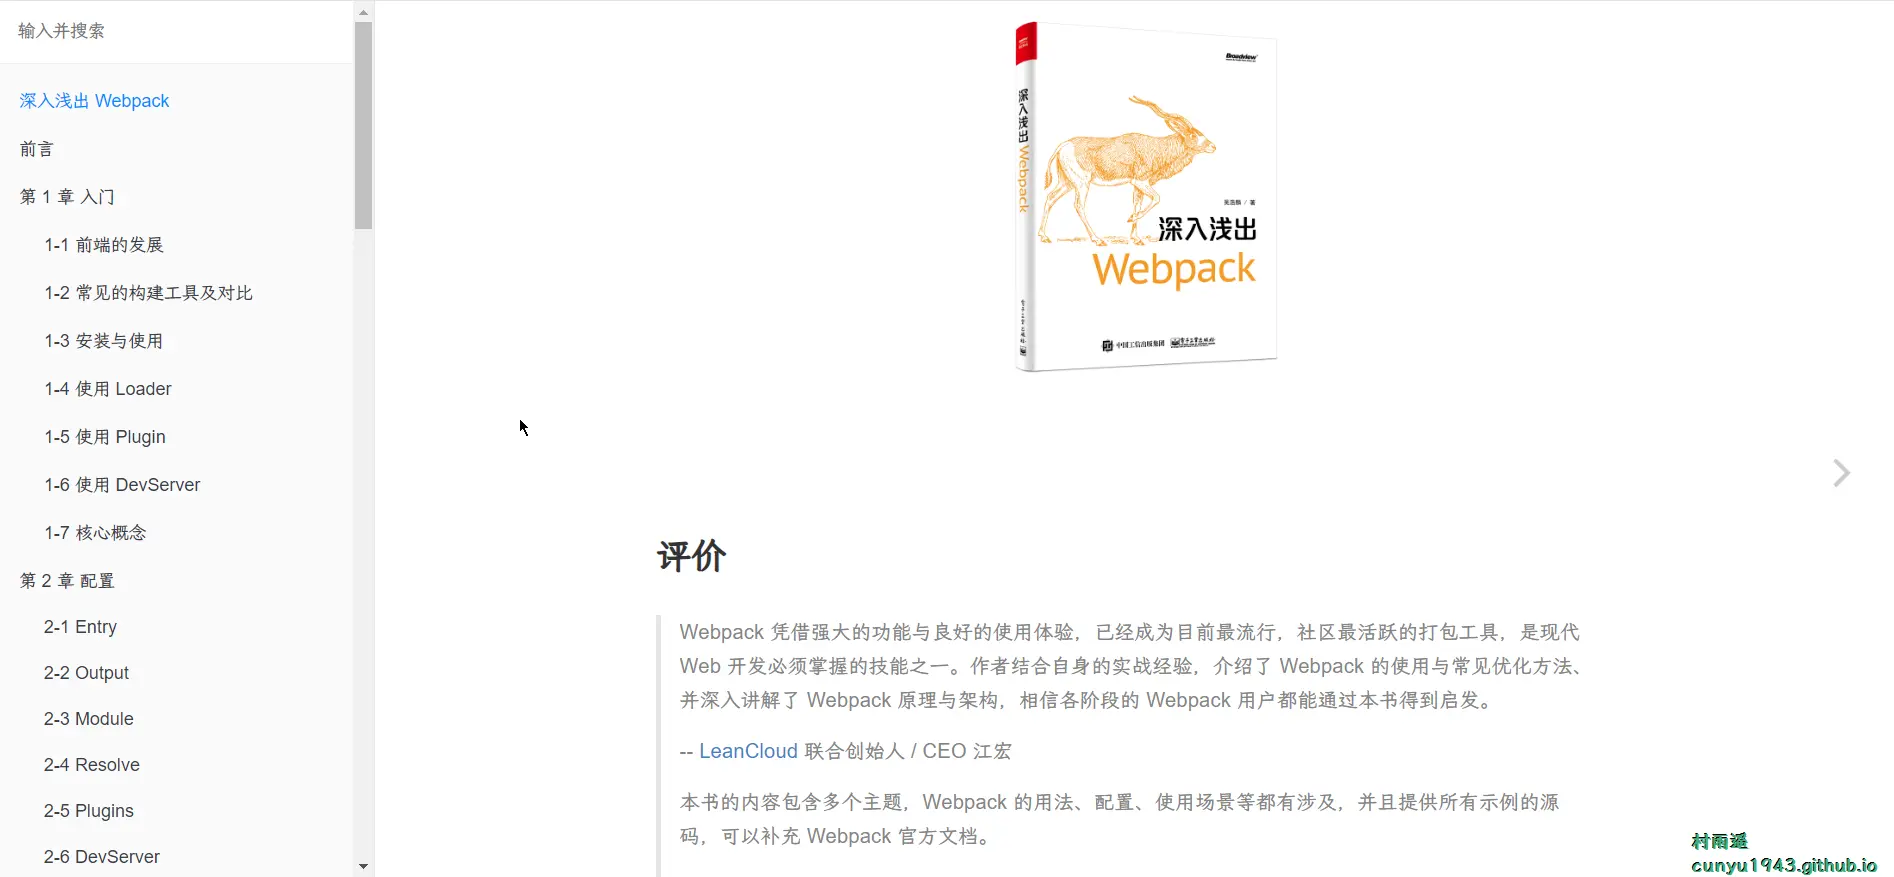 输入并搜索
深入浅出 Webpack
前言
第 1 章 入门
1-1 前端的发展
1-2 常见的构建工具及对比
1-3 安装与使用
1-4 使用 Loader
1-5 使用 Plugin
1-6 使用 DevServer
1-7 核心概念
第 2 章 配置
2-1 Entry
2-2 Output
2-3 Module
2-4 Resolve
2-5 Plugins
2-6 DevServer
Broadview
深入浅出 Webpack
吴浩麟 / 著
深入浅出
Webpack
中国工信出版集团 电子工业出版社
评价
Webpack 凭借强大的功能与良好的使用体验，已经成为目前最流行，社区最活跃的打包工具，是现代
Web 开发必须掌握的技能之一。作者结合自身的实战经验，介绍了 Webpack 的使用与常见优化方法、
并深入讲解了 Webpack 原理与架构，相信各阶段的 Webpack 用户都能通过本书得到启发。
-- LeanCloud 联合创始人 / CEO 江宏
本书的内容包含多个主题，Webpack 的用法、配置、使用场景等都有涉及，并且提供所有示例的源
码，可以补充 Webpack 官方文档。
村雨遥
cunyu1943.github.io